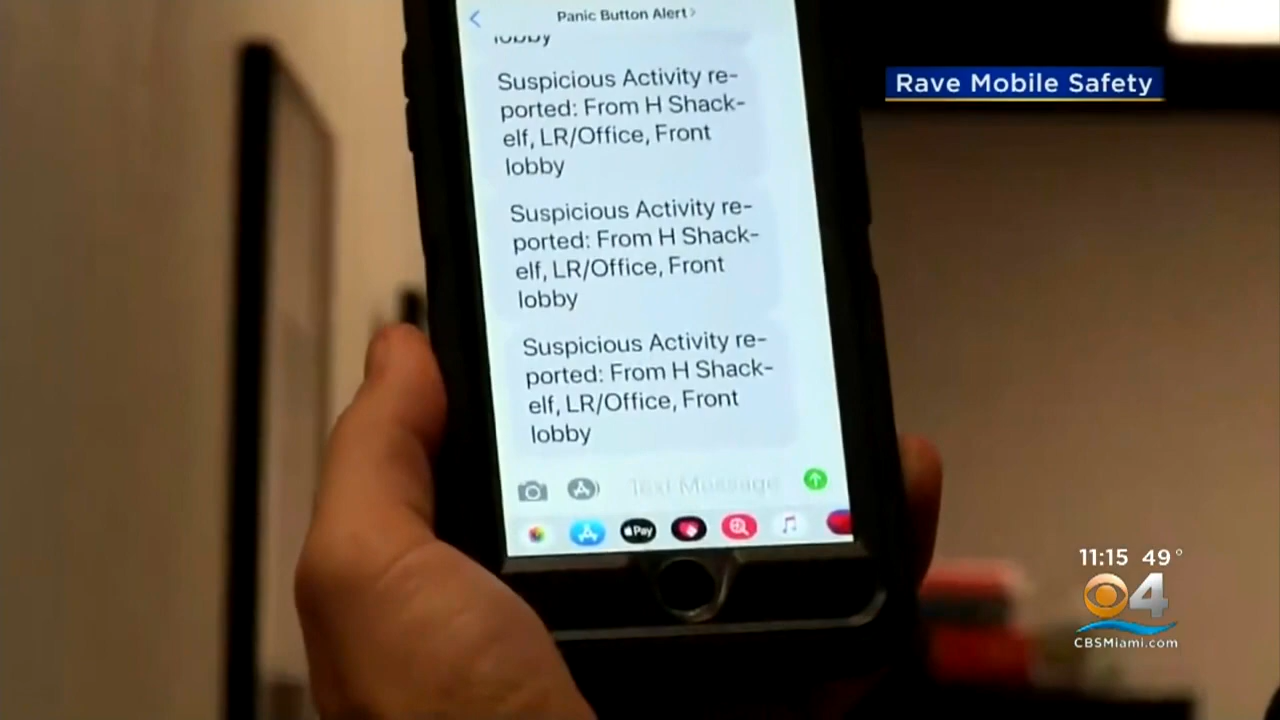 Panic Button Alert
lobby
Suspicious Activity re-
ported: From H Shack-
elf, LR/Office, Front
lobby
Suspicious Activity re-
ported: From H Shack-
elf, LR/Office, Front
lobby
Suspicious Activity re-
ported: From H Shack-
elf, LR/Office, Front
lobby
Text Message
Pay
Rave Mobile Safety
11:15 49°
4
CBSMiami.com